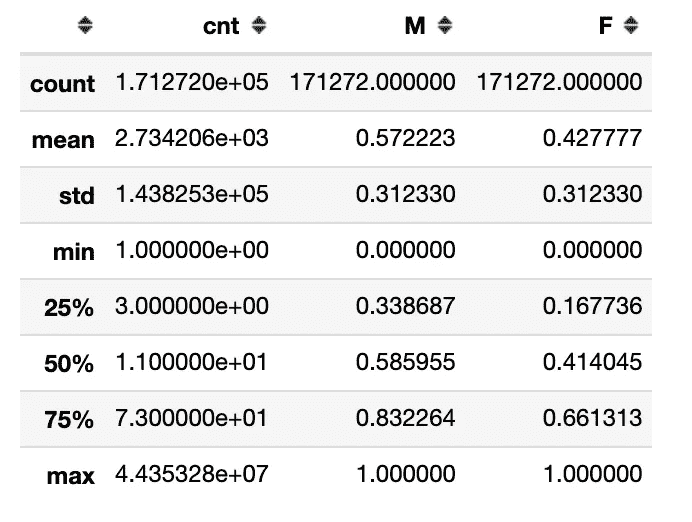 cnt M F
count 1.712720e+05 171272.000000 171272.000000
mean 2.734206e+03 0.572223 0.427777
std 1.438253e+05 0.312330 0.312330
min 1.000000e+00 0.000000 0.000000
25% 3.000000e+00 0.338687 0.167736
50% 1.100000e+01 0.585955 0.414045
75% 7.300000e+01 0.832264 0.661313
max 4.435328e+07 1.000000 1.000000